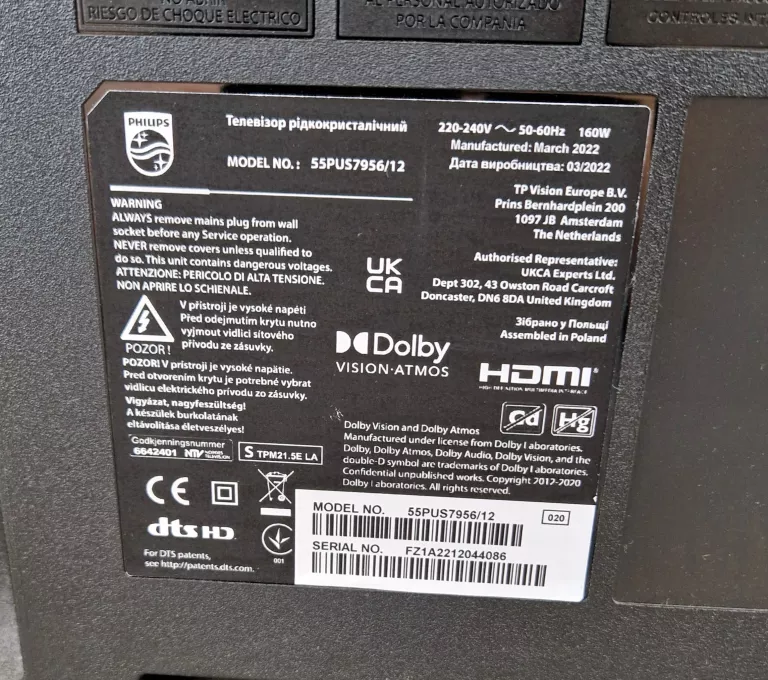 NO ABRIR
RIESGO DE CHOQUE ELÉCTRICO
AL PERSONAL AUTORIZADO
POR LA COMPAÑIA
PHILIPS
Телевізор рідкокристалічний
MODEL NO.: 55PUS7956/12
220-240V ~ 50-60Hz 160W
Manufactured: March 2022
Дата виробництва: 03/2022
TP Vision Europe B.V.
Prins Bernhardplein 200
1097 JB Amsterdam
The Netherlands
WARNING
ALWAYS remove mains plug from wall
socket before any Service operation.
NEVER remove covers unless qualified to
do so. This unit contains dangerous voltages.
ATTENZIONE: PERICOLO DI ALTA TENSIONE.
NON APRIRE LO SCHIENALE.
UK
CA
Authorised Representative:
UKCA Experts Ltd.
Dept 302, 43 Owston Road Carcroft
Doncaster, DN6 8DA United Kingdom
Зібрано у Польщі
Assembled in Poland
POZOR!
V přístroji je vysoké napětí
Před odejmutím krytu nutno
vyjmout vidlici síťového
přívodu ze zásuvky.
POZOR! V prístroji je vysoké napätie.
Pred otvorením krytu je potrebné vybrat
vidlicu elektrického prívodu zo zásuvky.
Vigyázat, nagyfeszültség!
A készülék burkolatának
eltávolítása életveszélyes.
Dolby
VISION·ATMOS
HDMI
HIGH DEFINITION MULTIMEDIA INTERFACE
Cd
Hg
Godkjenningsnummer
6642401 NTV
S TPM21.5E LA
Dolby Vision and Dolby Atmos
Manufactured under license from Dolby Laboratories.
Dolby, Dolby Atmos, Dolby Audio, Dolby Vision, and the
double-D symbol are trademarks of Dolby Laboratories.
Confidential unpublished works. Copyright 2012-2020
Dolby Laboratories. All rights reserved.
CE
dts HD
For DTS patents,
see http://patents.dts.com.
001
MODEL NO. 55PUS7956/12
020
SERIAL NO. FZ1A2212044086